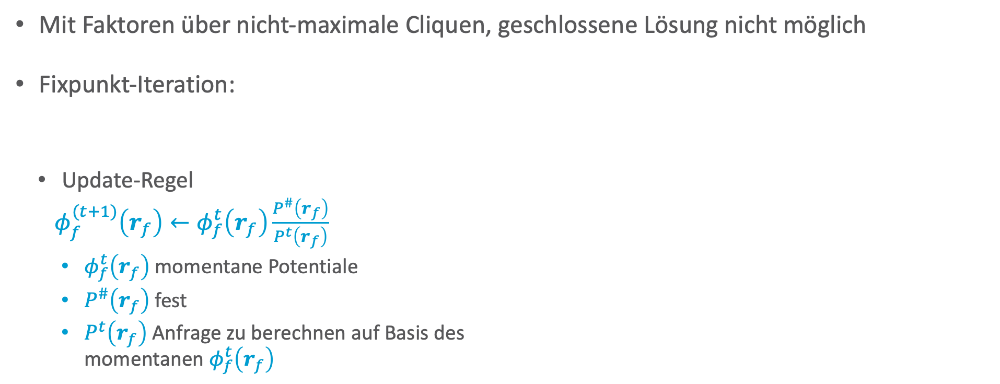 • Mit Faktoren über nicht-maximale Cliquen, geschlossene Lösung nicht möglich
• Fixpunkt-Iteration:
• Update-Regel
$\phi_f^{(t+1)}(\boldsymbol{r}_f) \leftarrow \phi_f^t(\boldsymbol{r}_f) \frac{P^\#(\boldsymbol{r}_f)}{P^t(\boldsymbol{r}_f)}$
• $\phi_f^t(\boldsymbol{r}_f)$ momentane Potentiale
• $P^\#(\boldsymbol{r}_f)$ fest
• $P^t(\boldsymbol{r}_f)$ Anfrage zu berechnen auf Basis des
momentanen $\phi_f^t(\boldsymbol{r}_f)$